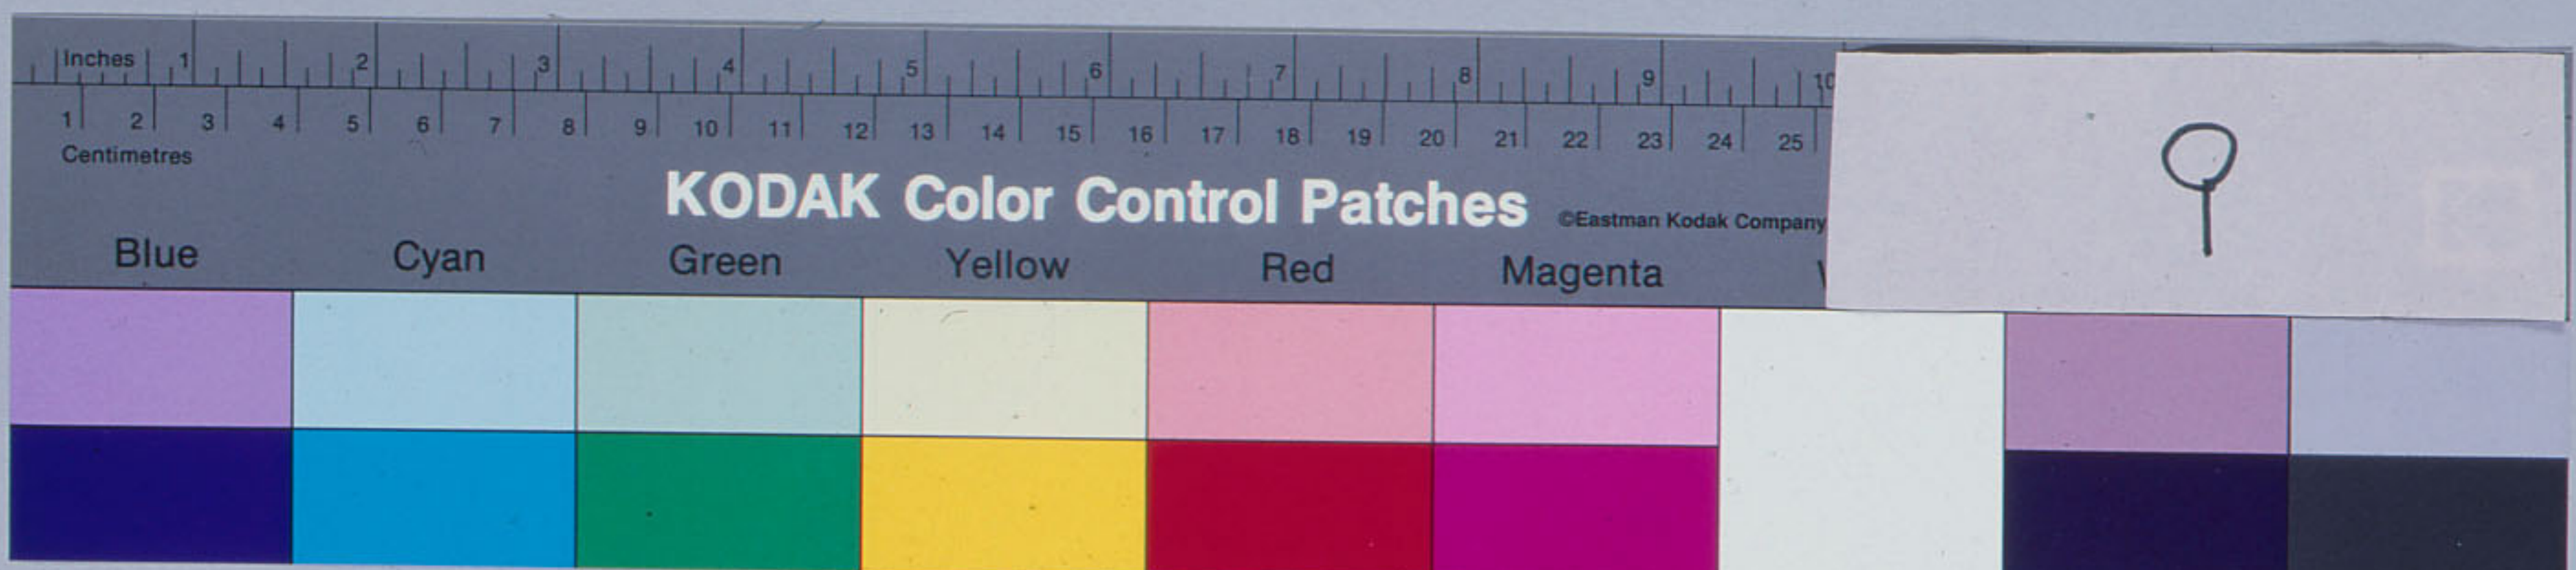 Inches 1 2 3 4 5 6 7 8 9 10
1 2 3 4 5 6 7 8 9 10 11 12 13 14 15 16 17 18 19 20 21 22 23 24 25
Centimetres
KODAK Color Control Patches ©Eastman Kodak Company
Blue Cyan Green Yellow Red Magenta
9